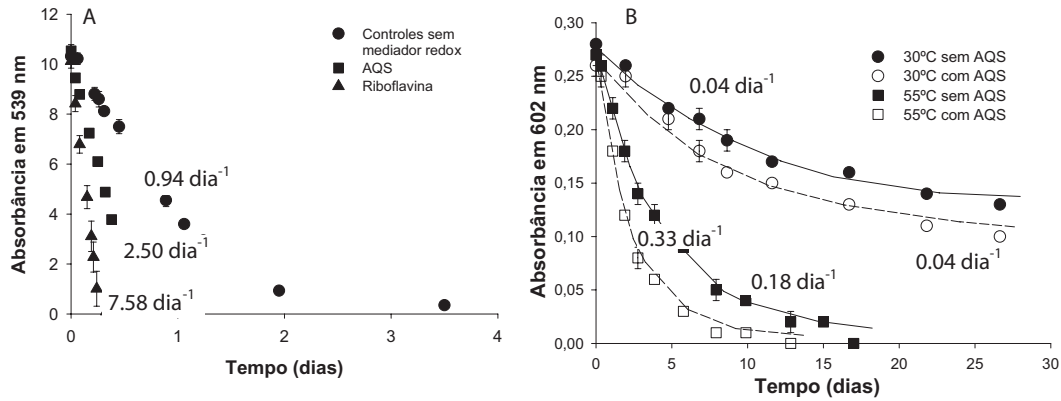 A
Absorbância em 539 nm
12
10
8
6
4
2
0
0
1
2
3
4
Tempo (dias)
Controles sem
mediador redox
AQS
Riboflavina
0.94 dia-1
2.50 dia-1
7.58 dia-1
B
Absorbância em 602 nm
0,30
0,25
0,20
0,15
0,10
0,05
0,00
0
5
10
15
20
25
30
Tempo (dias)
30ºC sem AQS
30ºC com AQS
55ºC sem AQS
55ºC com AQS
0.04 dia-1
0.33 dia-1
0.18 dia-1
0.04 dia-1